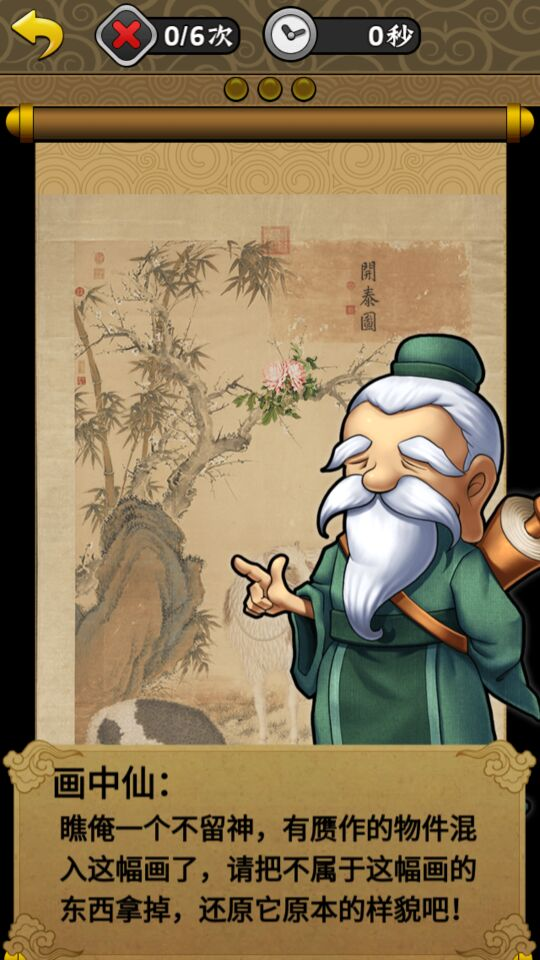 0/6次
0秒
開泰圖
画中仙：
瞧俺一个不留神，有赝作的物件混
入这幅画了，请把不属于这幅画的
东西拿掉，还原它原本的样貌吧！